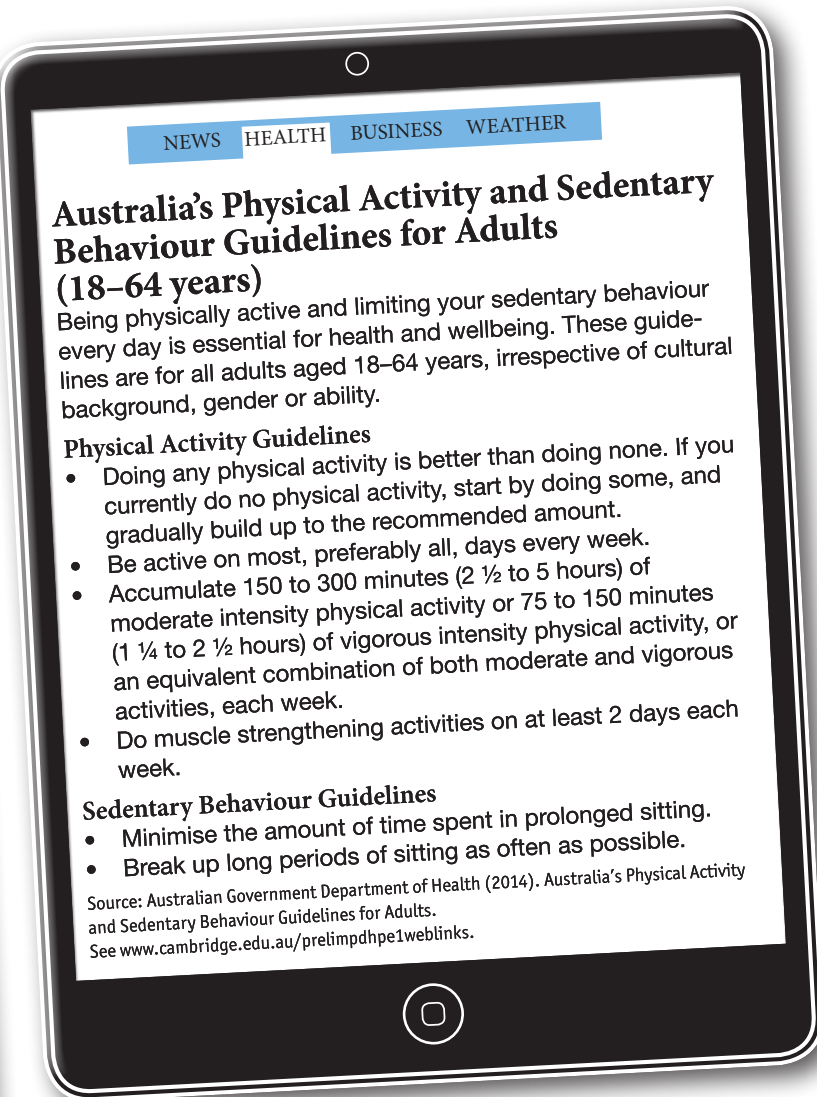 NEWS HEALTH BUSINESS WEATHER
Australia's Physical Activity and Sedentary
Behaviour Guidelines for Adults
(18–64 years)
Being physically active and limiting your sedentary behaviour
every day is essential for health and wellbeing. These guide-
lines are for all adults aged 18–64 years, irrespective of cultural
background, gender or ability.
Physical Activity Guidelines
• Doing any physical activity is better than doing none. If you
currently do no physical activity, start by doing some, and
gradually build up to the recommended amount.
• Be active on most, preferably all, days every week.
• Accumulate 150 to 300 minutes (2 ½ to 5 hours) of
moderate intensity physical activity or 75 to 150 minutes
(1 ¼ to 2 ½ hours) of vigorous intensity physical activity, or
an equivalent combination of both moderate and vigorous
activities, each week.
• Do muscle strengthening activities on at least 2 days each
week.
Sedentary Behaviour Guidelines
• Minimise the amount of time spent in prolonged sitting.
• Break up long periods of sitting as often as possible.
Source: Australian Government Department of Health (2014). Australia's Physical Activity
and Sedentary Behaviour Guidelines for Adults.
See www.cambridge.edu.au/prelimpdhpe1weblinks.